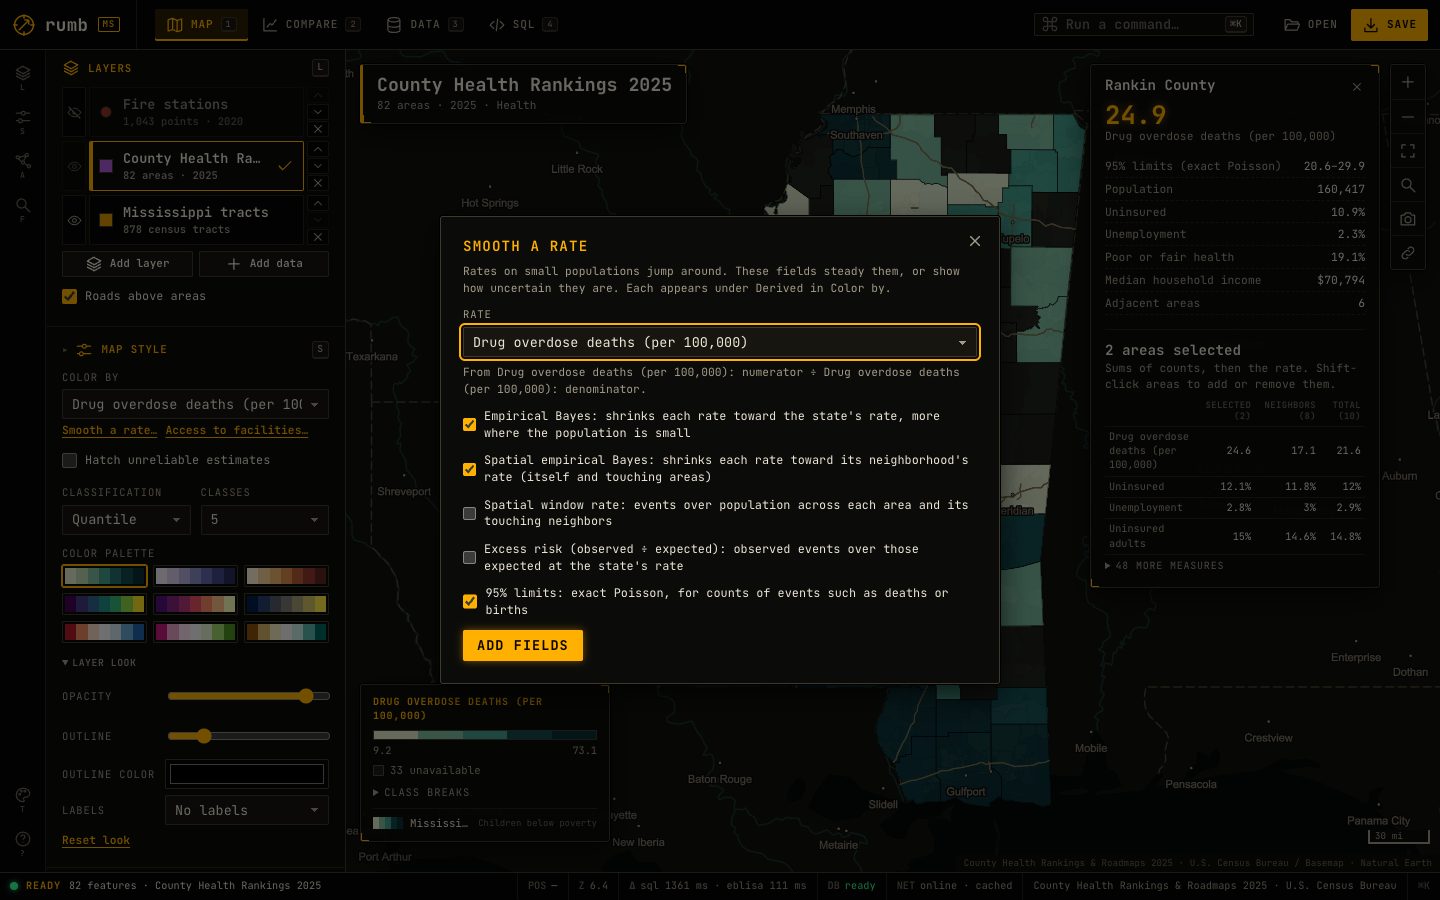 rumb MS
MAP 1
COMPARE 2
DATA 3
SQL 4
Run a command… ⌘K
OPEN
SAVE
LAYERS L
Fire stations
1,043 points · 2020
County Health Ra…
82 areas · 2025
Mississippi tracts
878 census tracts
Add layer
Add data
Roads above areas
MAP STYLE S
COLOR BY
Drug overdose deaths (per 100
Smooth a rate… Access to facilities…
Hatch unreliable estimates
CLASSIFICATION CLASSES
Quantile 5
COLOR PALETTE
LAYER LOOK
OPACITY
OUTLINE
OUTLINE COLOR
LABELS No labels
Reset look
L
S
A
F
T
?
County Health Rankings 2025
82 areas · 2025 · Health
Memphis
Southaven
Little Rock
Hot Springs
Tupelo
Texarkana
Shreveport
Meridian
Auburn
Enterprise
Dothan
Mobile
Crestview
Pensacola
Baton Rouge
Slidell
Gulfport
Panama City
New Iberia
Metairie
Port Arthur
30 mi
SMOOTH A RATE
Rates on small populations jump around. These fields steady them, or show
how uncertain they are. Each appears under Derived in Color by.
RATE
Drug overdose deaths (per 100,000)
From Drug overdose deaths (per 100,000): numerator ÷ Drug overdose deaths
(per 100,000): denominator.
Empirical Bayes: shrinks each rate toward the state's rate, more
where the population is small
Spatial empirical Bayes: shrinks each rate toward its neighborhood's
rate (itself and touching areas)
Spatial window rate: events over population across each area and its
touching neighbors
Excess risk (observed ÷ expected): observed events over those
expected at the state's rate
95% limits: exact Poisson, for counts of events such as deaths or
births
ADD FIELDS
DRUG OVERDOSE DEATHS (PER
100,000)
9.2 73.1
33 unavailable
CLASS BREAKS
Mississi… Children below poverty
Rankin County
24.9
Drug overdose deaths (per 100,000)
95% limits (exact Poisson) 20.6–29.9
Population 160,417
Uninsured 10.9%
Unemployment 2.3%
Poor or fair health 19.1%
Median household income $70,794
Adjacent areas 6
2 areas selected
Sums of counts, then the rate. Shift-
click areas to add or remove them.
SELECTED NEIGHBORS TOTAL
(2) (8) (10)
Drug overdose
deaths (per 24.6 17.1 21.6
100,000)
Uninsured 12.1% 11.8% 12%
Unemployment 2.8% 3% 2.9%
Uninsured
adults 15% 14.6% 14.8%
48 MORE MEASURES
County Health Rankings & Roadmaps 2025 · U.S. Census Bureau / Basemap · Natural Earth
READY 82 features · County Health Rankings 2025
POS —
Z 6.4
Δ sql 1361 ms · eblisa 111 ms
DB ready
NET online · cached
County Health Rankings & Roadmaps 2025 · U.S. Census Bureau
⌘K